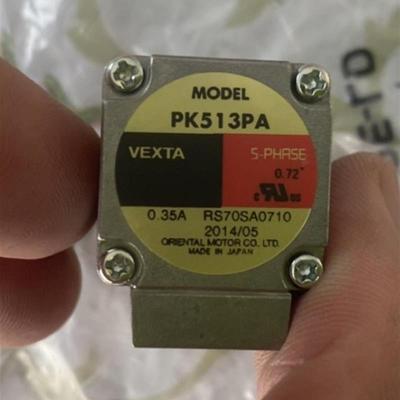 MODEL
PK513PA
VEXTA 5-PHASE
0.72°
0.35A RS70SA0710
2014/05
ORIENTAL MOTOR CO. LTD.
MADE IN JAPAN